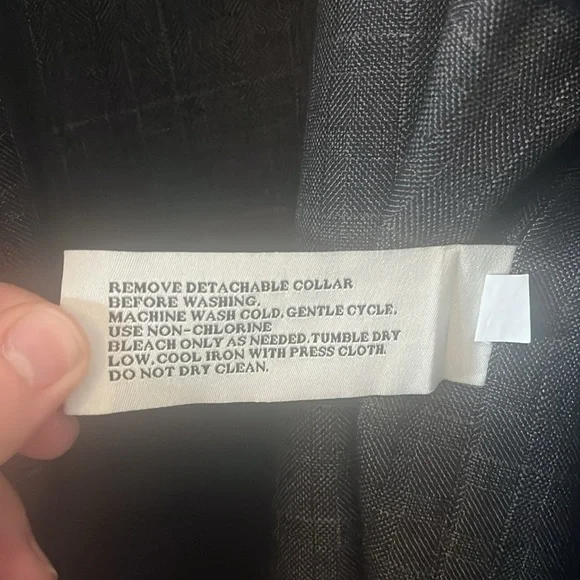 REMOVE DETACHABLE COLLAR
BEFORE WASHING.
MACHINE WASH COLD, GENTLE CYCLE,
USE NON-CHLORINE
BLEACH ONLY AS NEEDED, TUMBLE DRY
LOW, COOL IRON WITH PRESS CLOTH.
DO NOT DRY CLEAN.